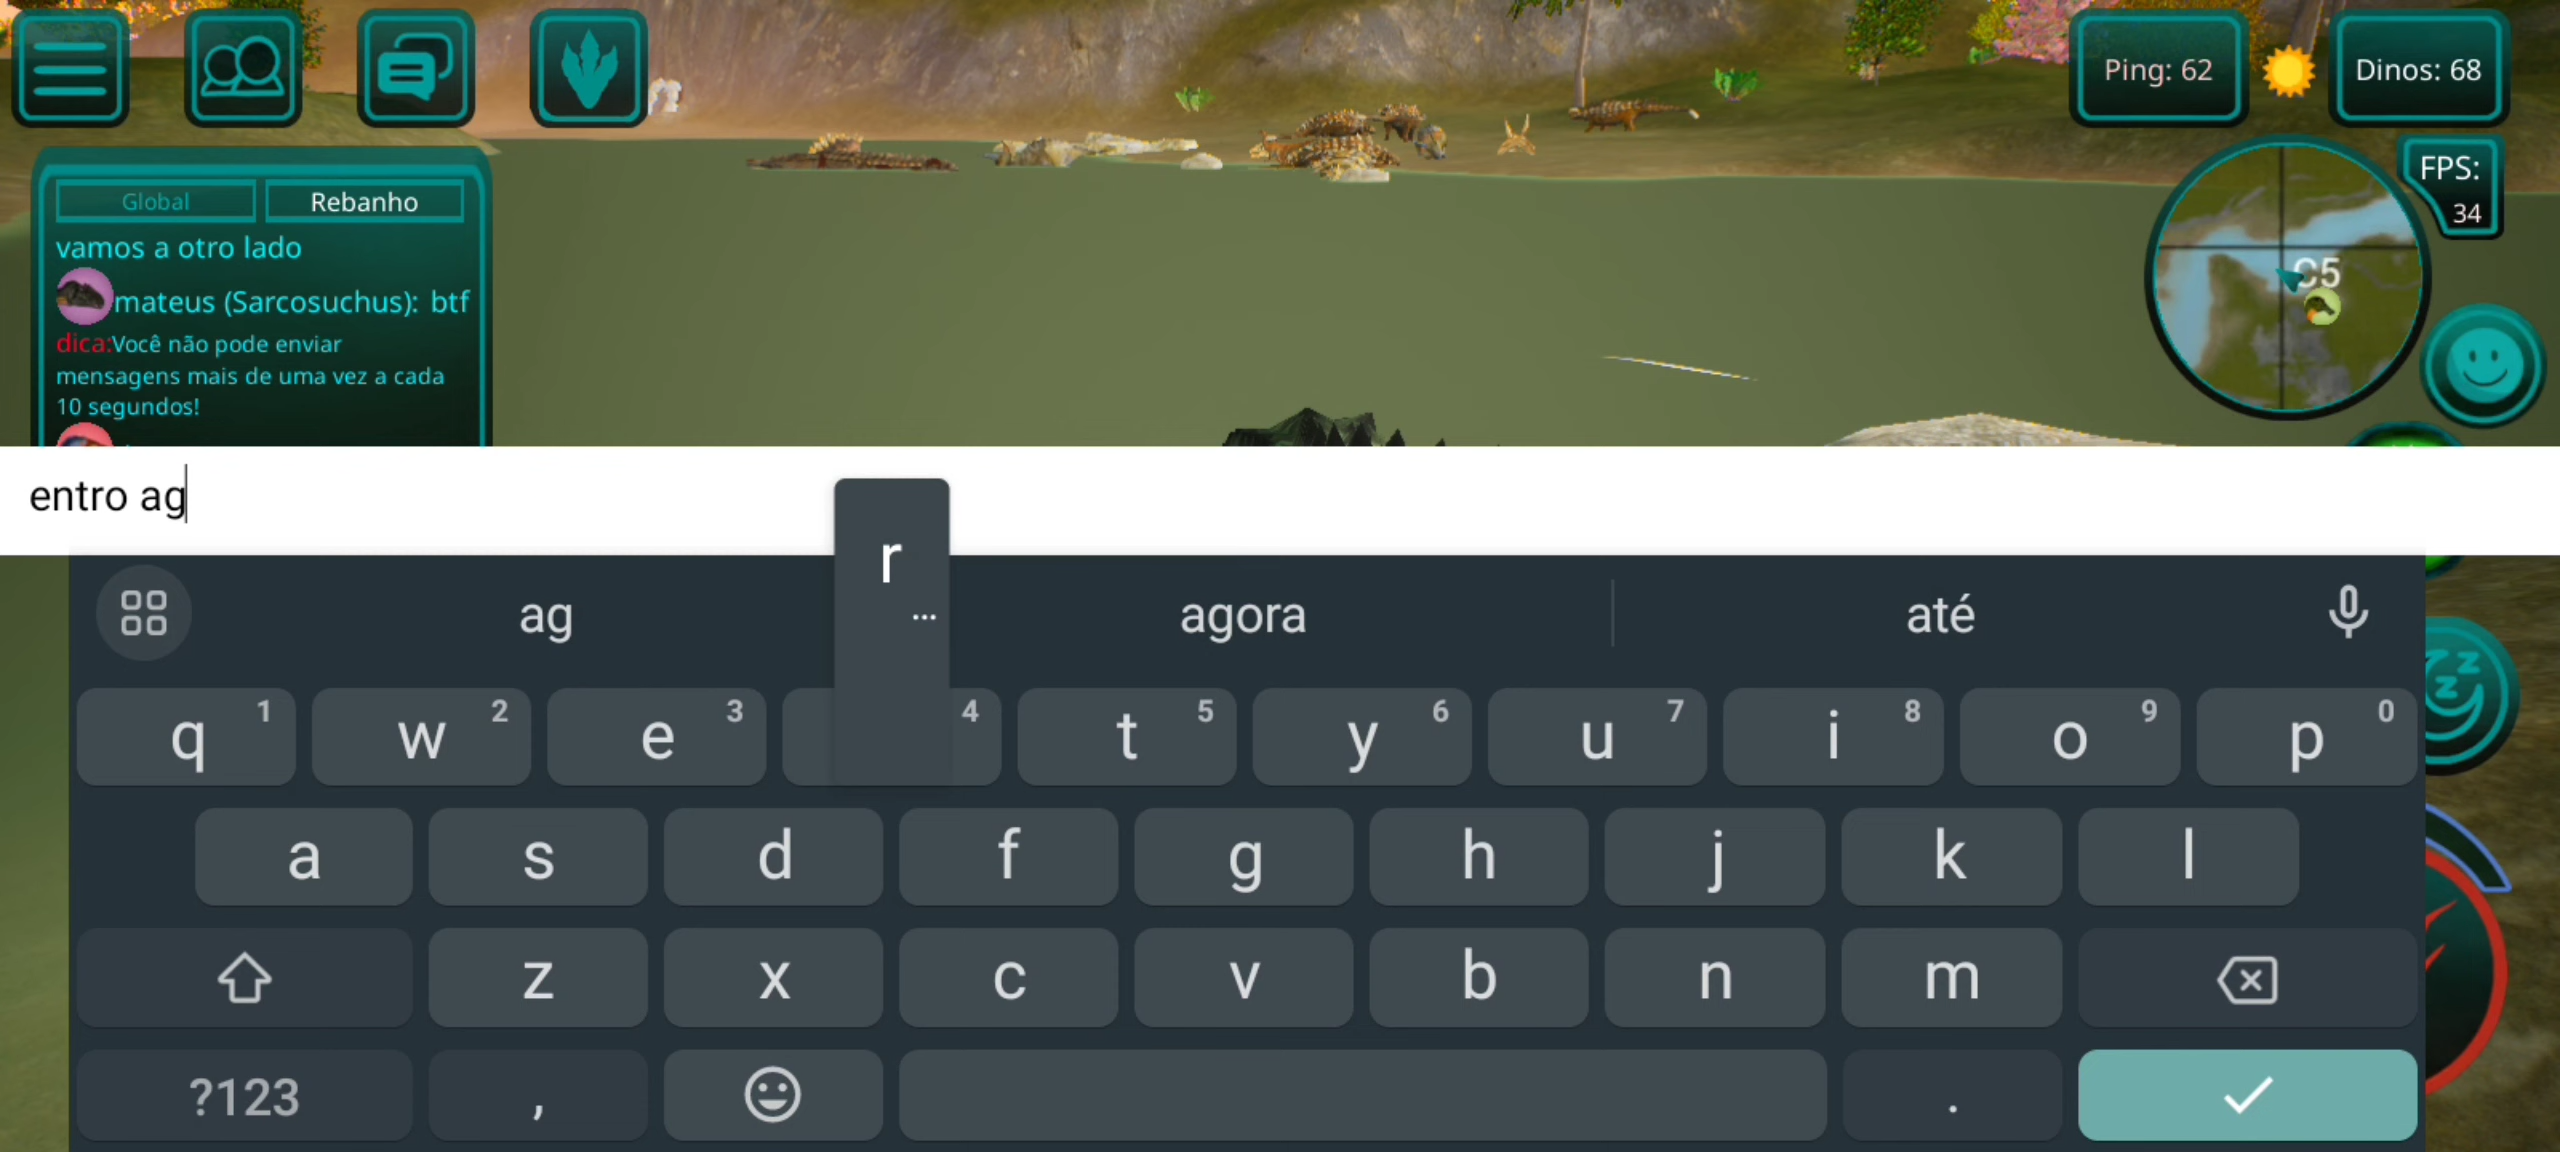 Ping: 62
Dinos: 68
FPS:
34
C5
Global
Rebanho
vamos a otro lado
mateus (Sarcosuchus): btf
dica:Você não pode enviar
mensagens mais de uma vez a cada
10 segundos!
entro ag
r
...
ag
agora
até
q 1 w 2 e 3 4 t 5 y 6 u 7 i 8 o 9 p 0
a s d f g h j k l
z x c v b n m
?123 , .